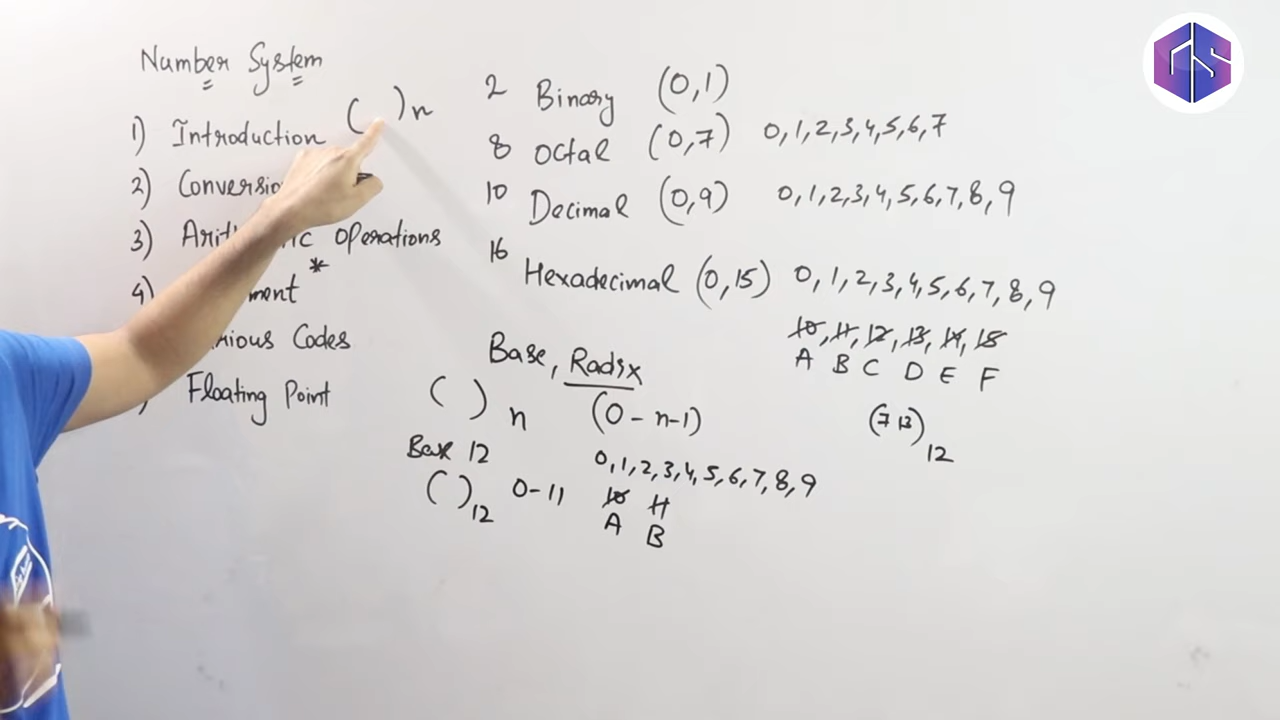 Number System
1) Introduction ( )n
2)
3) operations
4)
Codes
Floating Point
2 Binary (0,1)
8 Octal (0,7) 0,1,2,3,4,5,6,7
10 Decimal (0,9) 0,1,2,3,4,5,6,7,8,9
16 Hexadecimal (0,15) 0,1,2,3,4,5,6,7,8,9
10,11,12,13,14,15
A B C D E F
Base, Radix
( )n (0-n-1)
(7 13)12
Base 12 0,1,2,3,4,5,6,7,8,9
( )12 0-11 10 11
A B
GS